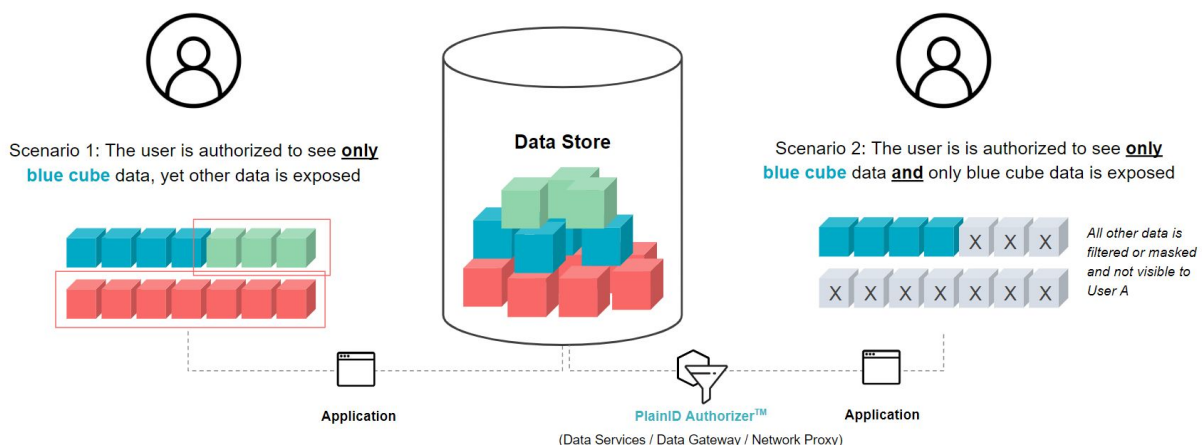 Scenario 1: The user is authorized to see only
blue cube data, yet other data is exposed
Data Store
Scenario 2: The user is is authorized to see only
blue cube data and only blue cube data is exposed
X X X
X X X X X X X
All other data is
filtered or masked
and not visible to
User A
Application
PlainID Authorizer™
(Data Services / Data Gateway / Network Proxy)
Application